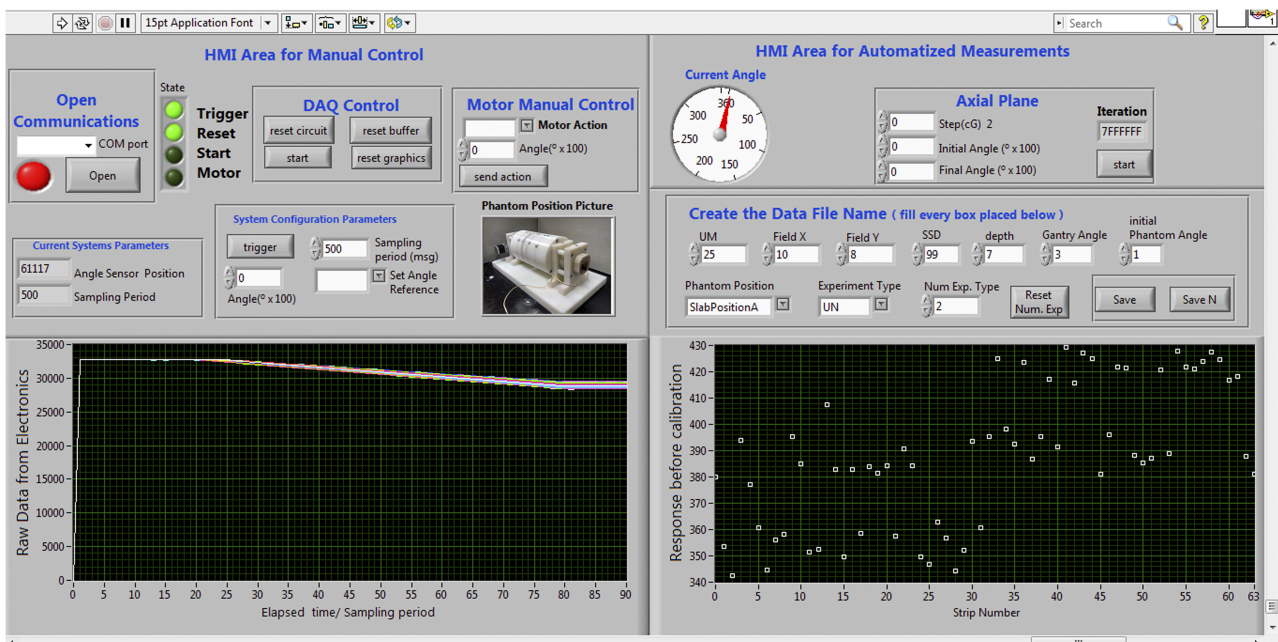 15pt Application Font
Search
1
HMI Area for Manual Control
HMI Area for Automatized Measurements
Open
Communications
COM port
Open
State
Trigger
Reset
Start
Motor
DAQ Control
reset circuit
reset buffer
start
reset graphics
Motor Manual Control
Motor Action
0
Angle(º x 100)
send action
Current Angle
360
50
100
150
200
250
300
Axial Plane
0 Step(cG) 2
0 Initial Angle (º x 100)
0 Final Angle (º x 100)
Iteration
7FFFFFF
start
Current Systems Parameters
61117 Angle Sensor Position
500 Sampling Period
System Configuration Parameters
trigger
500 Sampling
period (msg)
0
Angle(º x 100)
Set Angle
Reference
Phantom Position Picture
Create the Data File Name ( fill every box placed below )
UM Field X Field Y SSD depth Gantry Angle initial
Phantom Angle
25 10 8 99 7 3 1
Phantom Position Experiment Type Num Exp. Type
SlabPositionA UN 2
Reset
Num. Exp
Save
Save N
Raw Data from Electronics
35000
30000
25000
20000
15000
10000
5000
0
0 5 10 15 20 25 30 35 40 45 50 55 60 65 70 75 80 85 90
Elapsed time/ Sampling period
Response before calibration
430
420
410
400
390
380
370
360
450
340
0 5 10 15 20 25 30 35 40 45 50 55 60 63
Strip Number